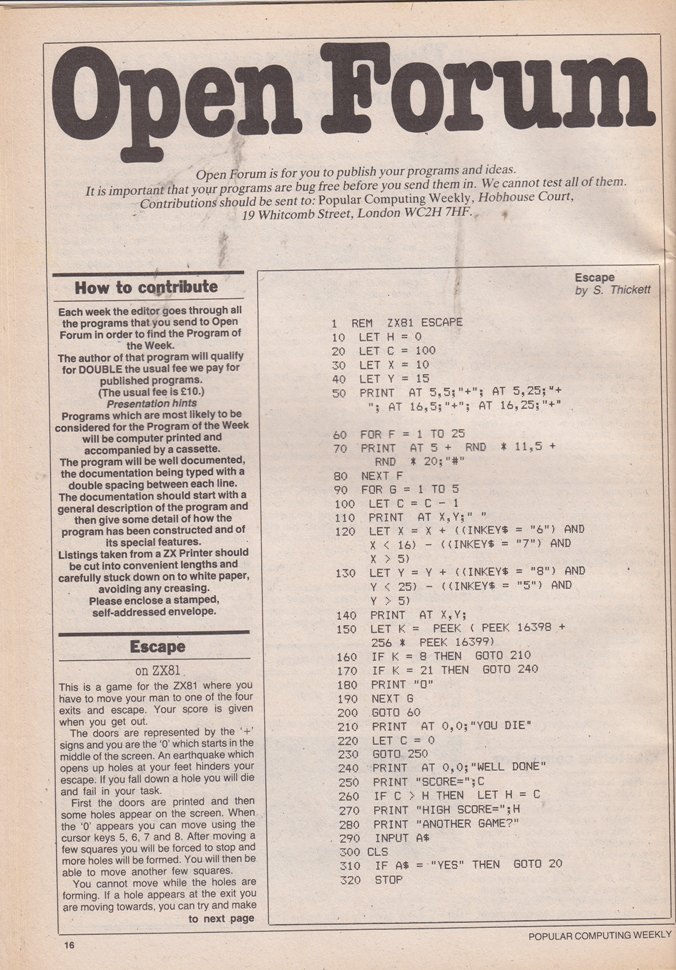 Open Forum
Open Forum is for you to publish your programs and ideas.
It is important that your programs are bug free before you send them in. We cannot test all of them.
Contributions should be sent to: Popular Computing Weekly, Hobhouse Court,
19 Whitcomb Street, London WC2H 7HF.
How to contribute
Each week the editor goes through all
the programs that you send to Open
Forum in order to find the Program of
the Week.
The author of that program will qualify
for DOUBLE the usual fee we pay for
published programs.
(The usual fee is £10.)
Presentation hints
Programs which are most likely to be
considered for the Program of the Week
will be computer printed and
accompanied by a cassette.
The program will be well documented,
the documentation being typed with a
double spacing between each line.
The documentation should start with a
general description of the program and
then give some detail of how the
program has been constructed and of
its special features.
Listings taken from a ZX Printer should
be cut into convenient lengths and
carefully stuck down on to white paper,
avoiding any creasing.
Please enclose a stamped,
self-addressed envelope.
Escape
on ZX81
This is a game for the ZX81 where you
have to move your man to one of the four
exits and escape. Your score is given
when you get out.
The doors are represented by the '+'
signs and you are the '0' which starts in the
middle of the screen. An earthquake which
opens up holes at your feet hinders your
escape. If you fall down a hole you will die
and fail in your task.
First the doors are printed and then
some holes appear on the screen. When
the '0' appears you can move using the
cursor keys 5, 6, 7 and 8. After moving a
few squares you will be forced to stop and
more holes will be formed. You will then be
able to move another few squares.
You cannot move while the holes are
forming. If a hole appears at the exit you
are moving towards, you can try and make
to next page
Escape
by S. Thickett
1 REM ZX81 ESCAPE
10 LET H = 0
20 LET C = 100
30 LET X = 10
40 LET Y = 15
50 PRINT AT 5,5;"+"; AT 5,25;"+
"; AT 16,5;"+"; AT 16,25;"+"
60 FOR F = 1 TO 25
70 PRINT AT 5 + RND * 11,5 +
RND * 20;"#"
80 NEXT F
90 FOR G = 1 TO 5
100 LET C = C - 1
110 PRINT AT X,Y;" "
120 LET X = X + ((INKEY$ = "6") AND
X < 16) - ((INKEY$ = "7") AND
X > 5)
130 LET Y = Y + ((INKEY$ = "8") AND
Y < 25) - ((INKEY$ = "5") AND
Y > 5)
140 PRINT AT X,Y;
150 LET K = PEEK ( PEEK 16398 +
256 * PEEK 16399)
160 IF K = 8 THEN GOTO 210
170 IF K = 21 THEN GOTO 240
180 PRINT "O"
190 NEXT G
200 GOTO 60
210 PRINT AT 0,0;"YOU DIE"
220 LET C = 0
230 GOTO 250
240 PRINT AT 0,0;"WELL DONE"
250 PRINT "SCORE=";C
260 IF C > H THEN LET H = C
270 PRINT "HIGH SCORE=";H
280 PRINT "ANOTHER GAME?"
290 INPUT A$
300 CLS
310 IF A$ = "YES" THEN GOTO 20
320 STOP
16
POPULAR COMPUTING WEEKLY